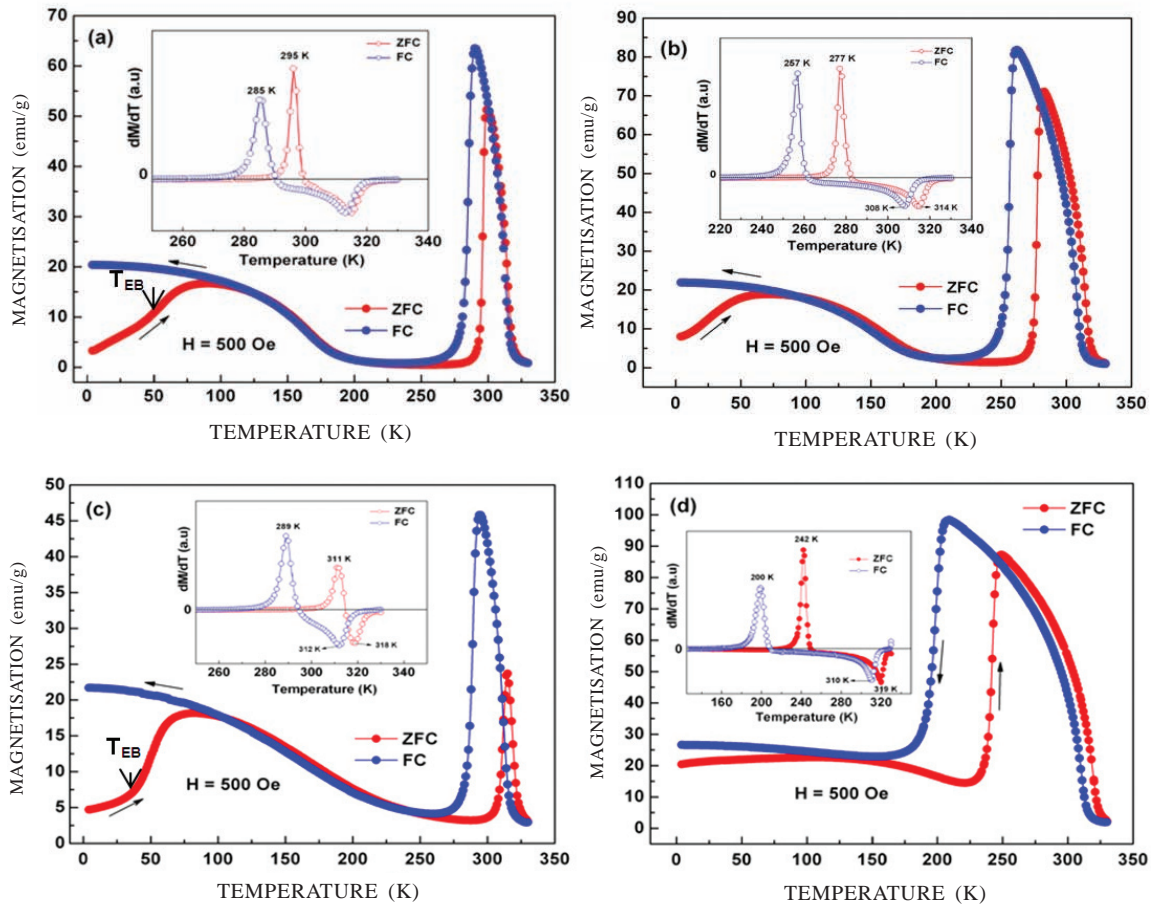 (a)
MAGNETISATION (emu/g)
70
60
50
40
30
20
10
0
0 50 100 150 200 250 300 350
TEMPERATURE (K)
ZFC
FC
H = 500 Oe
T_EB
dM/dT (a.u)
0
295 K
285 K
ZFC
FC
260 280 300 320 340
Temperature (K)
(b)
MAGNETISATION (emu/g)
90
80
70
60
50
40
30
20
10
0
0 50 100 150 200 250 300 350
TEMPERATURE (K)
ZFC
FC
H = 500 Oe
dM/dT (a.u)
0
257 K
277 K
ZFC
FC
308 K
314 K
220 240 260 280 300 320 340
Temperature (K)
(c)
MAGNETISATION (emu/g)
50
45
40
35
30
25
20
15
10
5
0
0 50 100 150 200 250 300 350
TEMPERATURE (K)
ZFC
FC
H = 500 Oe
T_EB
dM/dT (a.u)
0
289 K
311 K
ZFC
FC
312 K
318 K
260 280 300 320 340
Temperature (K)
(d)
MAGNETISATION (emu/g)
110
100
90
80
70
60
50
40
30
20
10
0
0 50 100 150 200 250 300 350
TEMPERATURE (K)
ZFC
FC
H = 500 Oe
dM/dT (a.u)
0
242 K
200 K
ZFC
FC
310 K
319 K
160 200 240 280 320
Temperature (K)